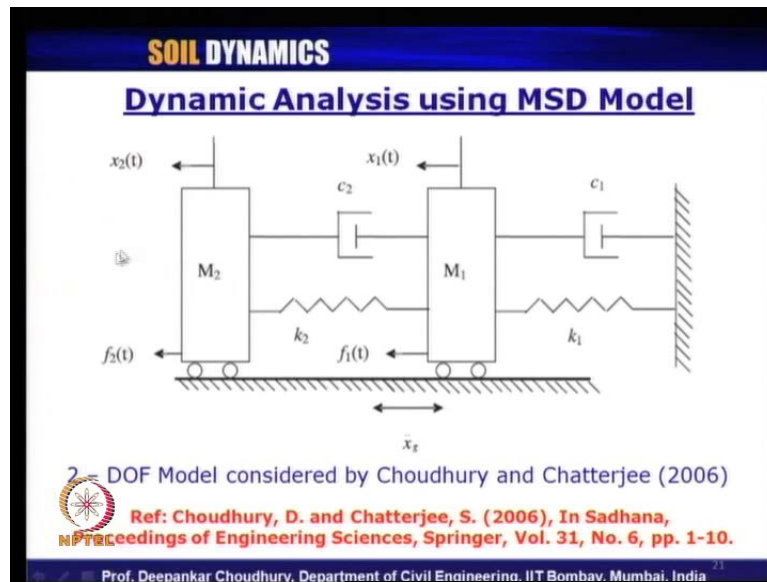 SOIL DYNAMICS
Dynamic Analysis using MSD Model
x₂(t)
x₁(t)
c₂
c₁
M₂
M₁
k₂
k₁
f₂(t)
f₁(t)
ẍg
2 – DOF Model considered by Choudhury and Chatterjee (2006)
Ref: Choudhury, D. and Chatterjee, S. (2006), In Sadhana,
Proceedings of Engineering Sciences, Springer, Vol. 31, No. 6, pp. 1-10.
NPTEL
Prof. Deepankar Choudhury, Department of Civil Engineering, IIT Bombay, Mumbai, India
21